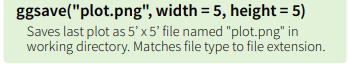 ggsave("plot.png", width = 5, height = 5)
Saves last plot as 5’ x 5’ file named "plot.png" in
working directory. Matches file type to file extension.